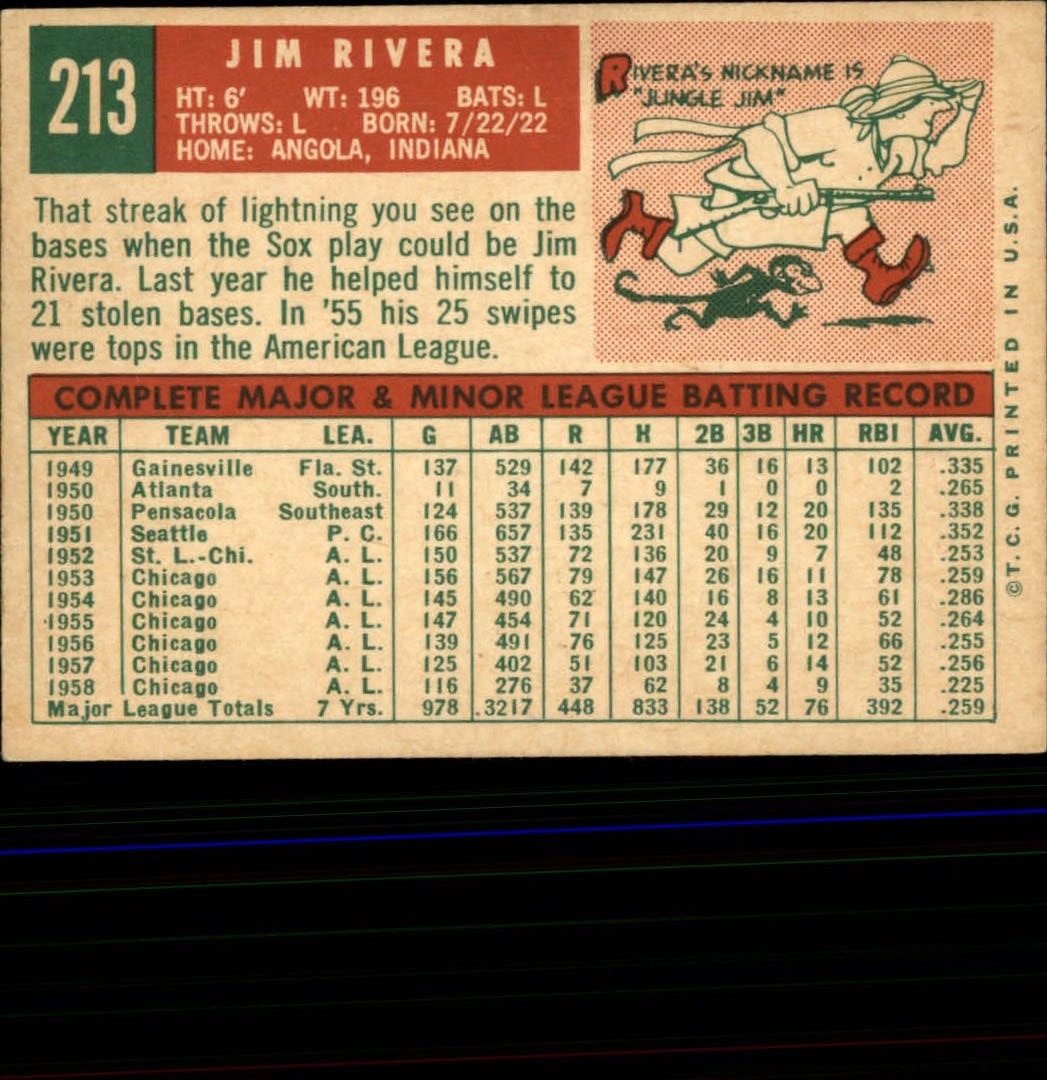 213
JIM RIVERA
HT: 6' WT: 196 BATS: L
THROWS: L BORN: 7/22/22
HOME: ANGOLA, INDIANA
RIVERA'S NICKNAME IS
"JUNGLE JIM"
That streak of lightning you see on the
bases when the Sox play could be Jim
Rivera. Last year he helped himself to
21 stolen bases. In '55 his 25 swipes
were tops in the American League.
COMPLETE MAJOR & MINOR LEAGUE BATTING RECORD
YEAR TEAM LEA. G AB R H 2B 3B HR RBI AVG.
1949 Gainesville Fla. St. 137 529 142 177 36 16 13 102 .335
1950 Atlanta South. 11 34 7 9 1 0 0 2 .265
1950 Pensacola Southeast 124 537 139 178 29 12 20 135 .338
1951 Seattle P. C. 166 657 135 231 40 16 20 112 .352
1952 St. L.-Chi. A. L. 150 537 72 136 20 9 7 48 .253
1953 Chicago A. L. 156 567 79 147 26 16 11 78 .259
1954 Chicago A. L. 145 490 62 140 16 8 13 61 .286
1955 Chicago A. L. 147 454 71 120 24 4 10 52 .264
1956 Chicago A. L. 139 491 76 125 23 5 12 66 .255
1957 Chicago A. L. 125 402 51 103 21 6 14 52 .256
1958 Chicago A. L. 116 276 37 62 8 4 9 35 .225
Major League Totals 7 Yrs. 978 3217 448 833 138 52 76 392 .259
© T. C. G. PRINTED IN U.S.A.